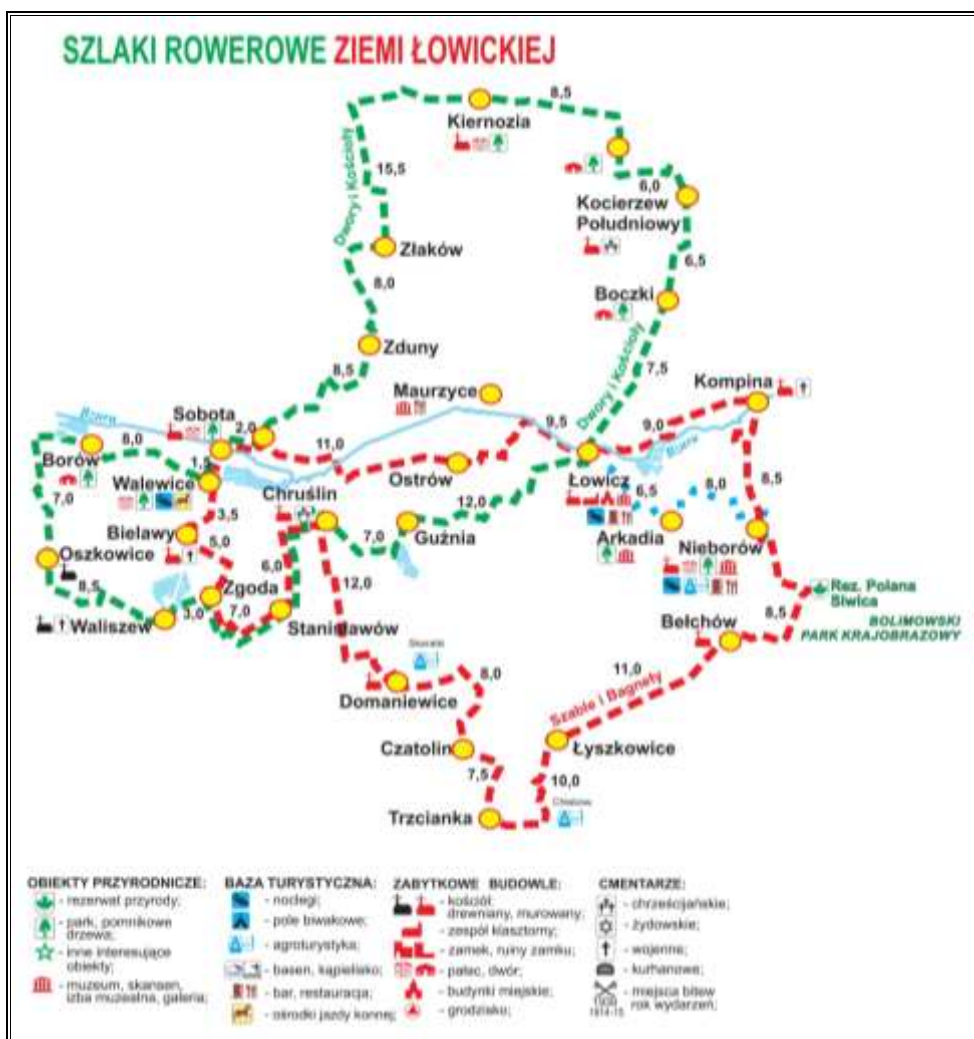 SZLAKI ROWEROWE ZIEMI ŁOWICKIEJ
8,5
Kiernozia
Dwory i Kościoły
15,5
6,0
Kocierzew
Południowy
Złaków
6,5
8,0
Boczki
Zduny
Dwory i Kościoły
7,5
8,5
Maurzyce
Kompina
Bzura
Sobota
2,0
9,5
9,0
Bzura
8,0
11,0
Borów
1,5
Ostrów
Łowicz
8,5
Walewice
Chruślin
12,0
6,5
8,0
7,0
3,5
Bielawy
7,0
Guźnia
Arkadia
Nieborów
5,0
Oszkowice
6,0
12,0
8,5
Zgoda
Rez. Polana
Siwica
3,0
7,0
Waliszew
Stanisławów
Bełchów
8,5
BOLIMOWSKI
PARK KRAJOBRAZOWY
11,0
Domaniewice
8,0
Szable i Bagnety
Czatolin
Łyszkowice
7,5
10,0
Trzcianka
OBIEKTY PRZYRODNICZE:
- rezerwat przyrody;
- park, pomnikowe
drzewa;
- inne interesujące
obiekty;
- muzeum, skansen,
izba muzealna, galeria;
BAZA TURYSTYCZNA:
- noclegi;
- pole biwakowe;
- agroturystyka;
- basen, kąpielisko;
- bar, restauracja;
- ośrodki jazdy konnej;
ZABYTKOWE BUDOWLE:
- kościół:
drewniany, murowany;
- zespół klasztorny;
- zamek, ruiny zamku;
- pałac, dwór;
- budynki miejskie;
- grodzisku;
CMENTARZE:
- chrześcijańskie;
- żydowskie;
- wojenne;
- kurhanowe;
- miejsca bitew
1914-15 rok wydarzeń;